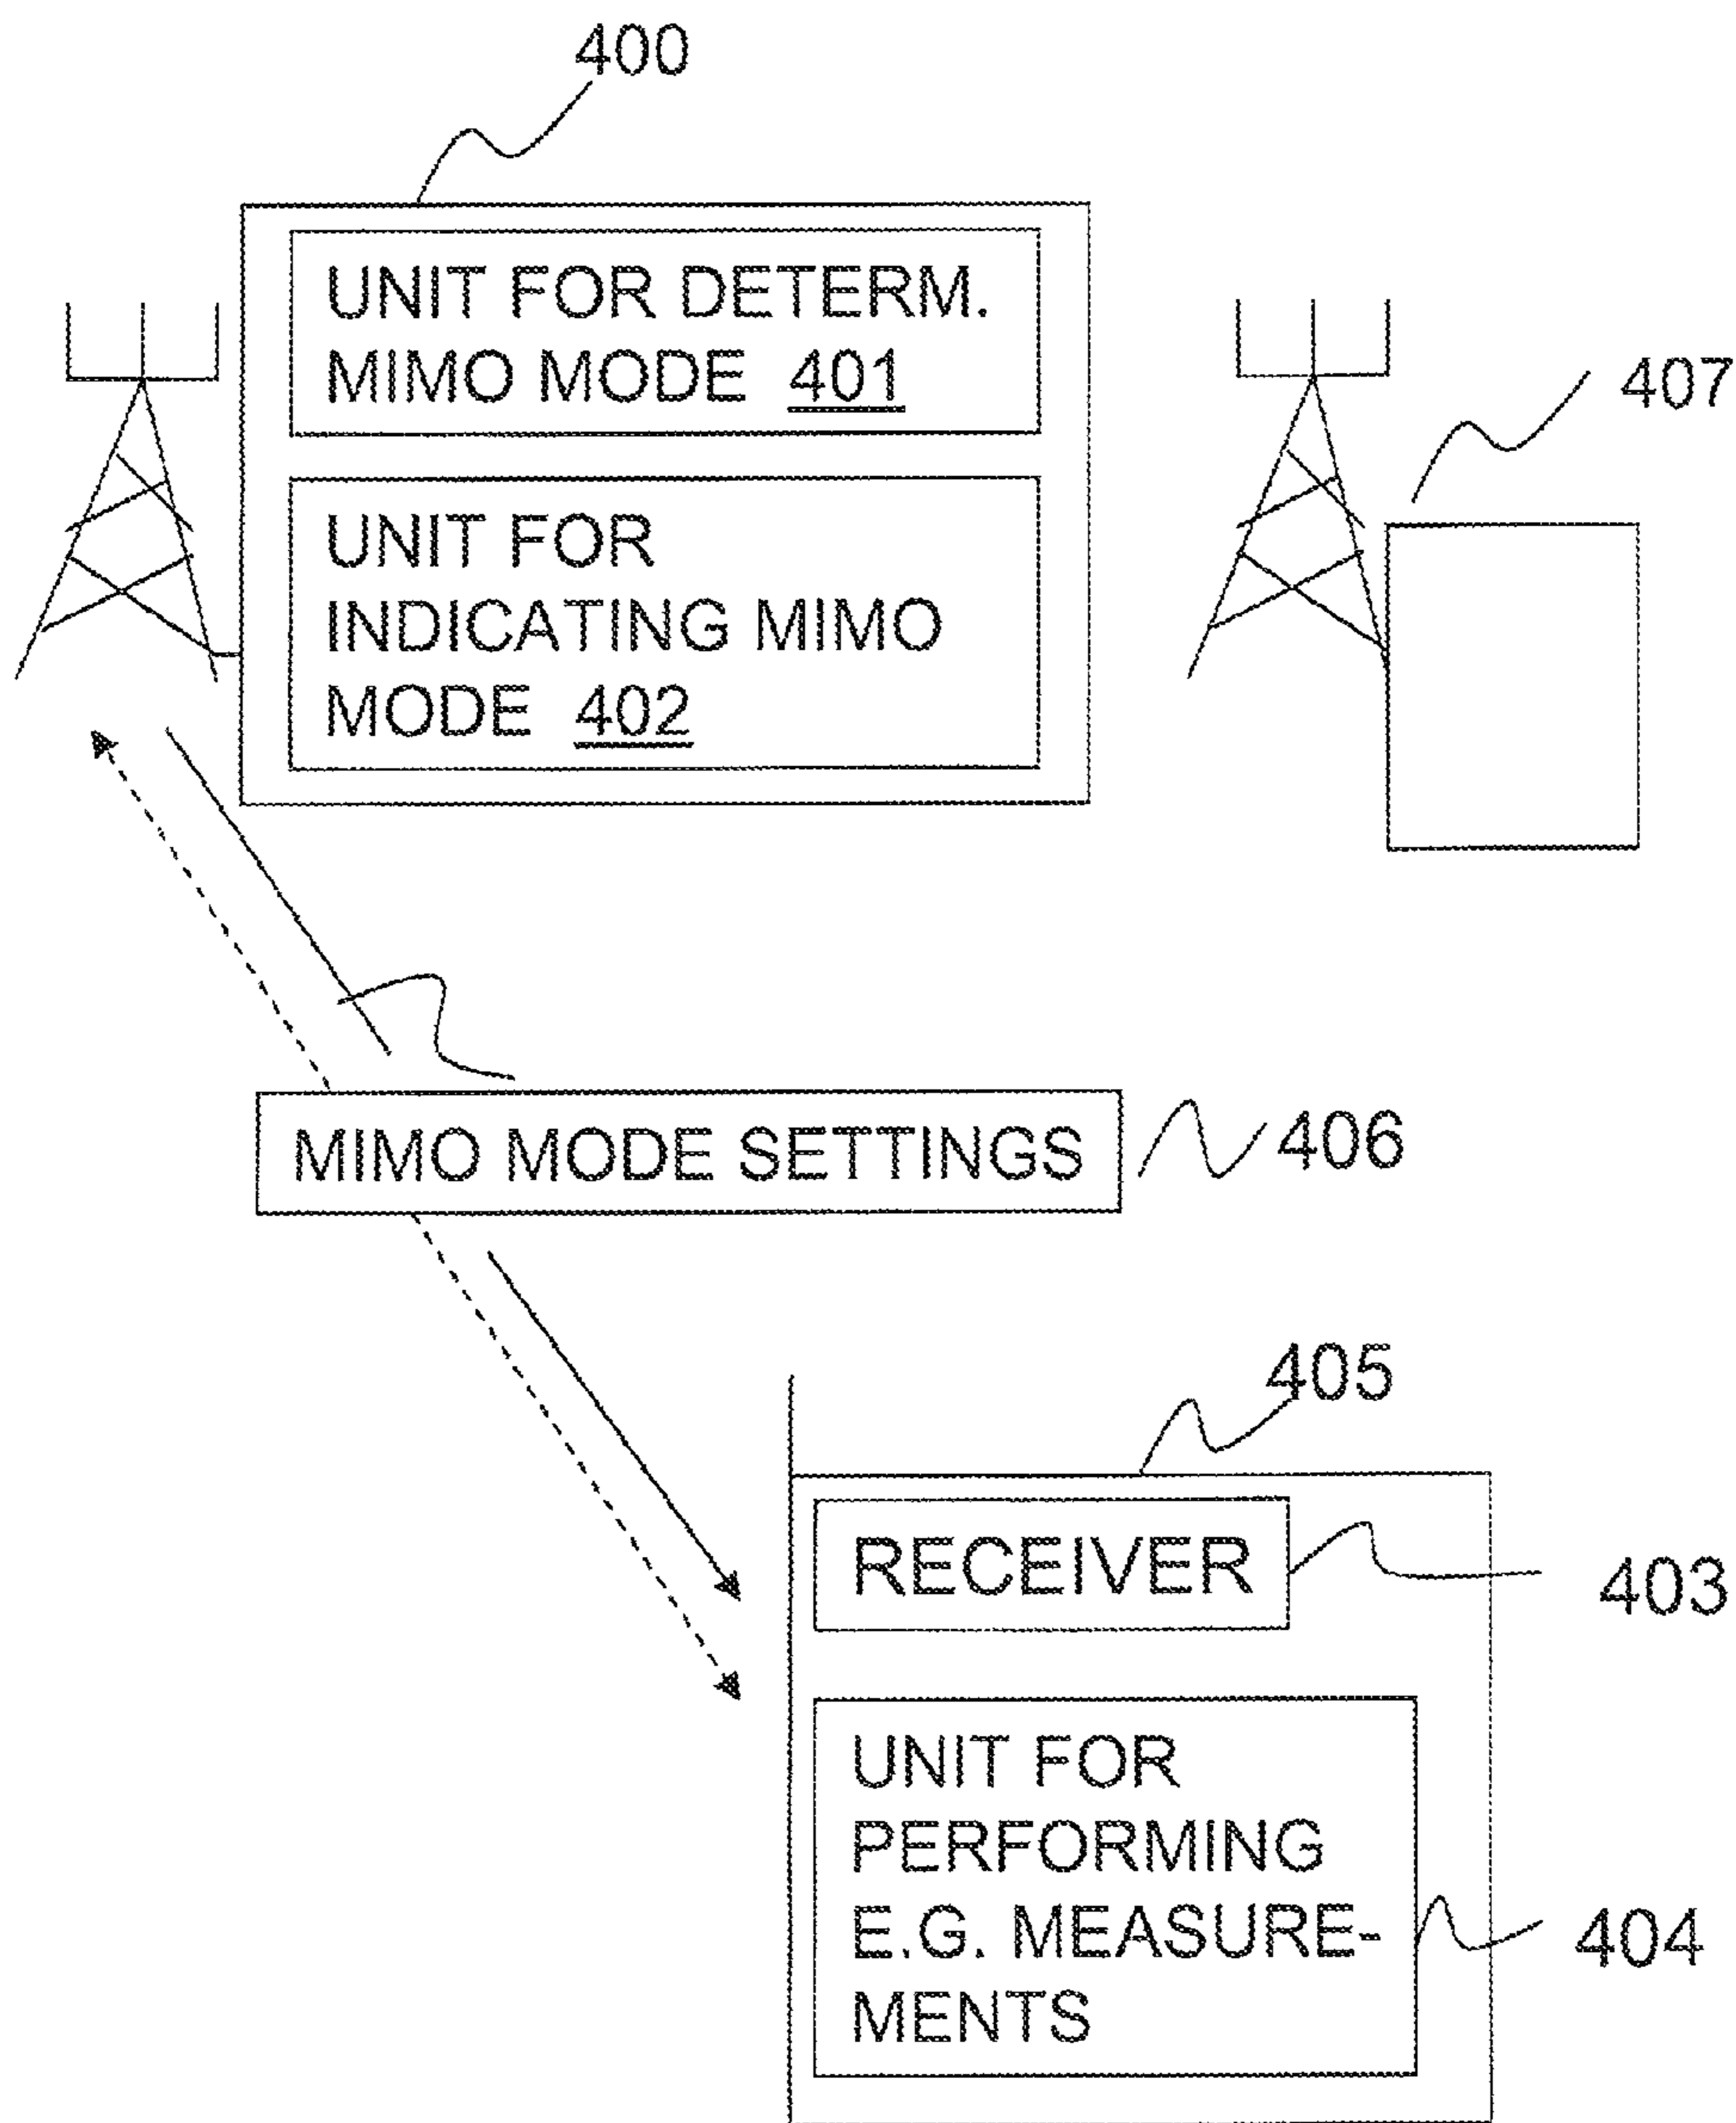 400
UNIT FOR DETERM.
MIMO MODE 401
407
UNIT FOR
INDICATING MIMO
MODE 402
MIMO MODE SETTINGS
406
405
RECEIVER
403
UNIT FOR
PERFORMING
E.G. MEASURE-
MENTS
404